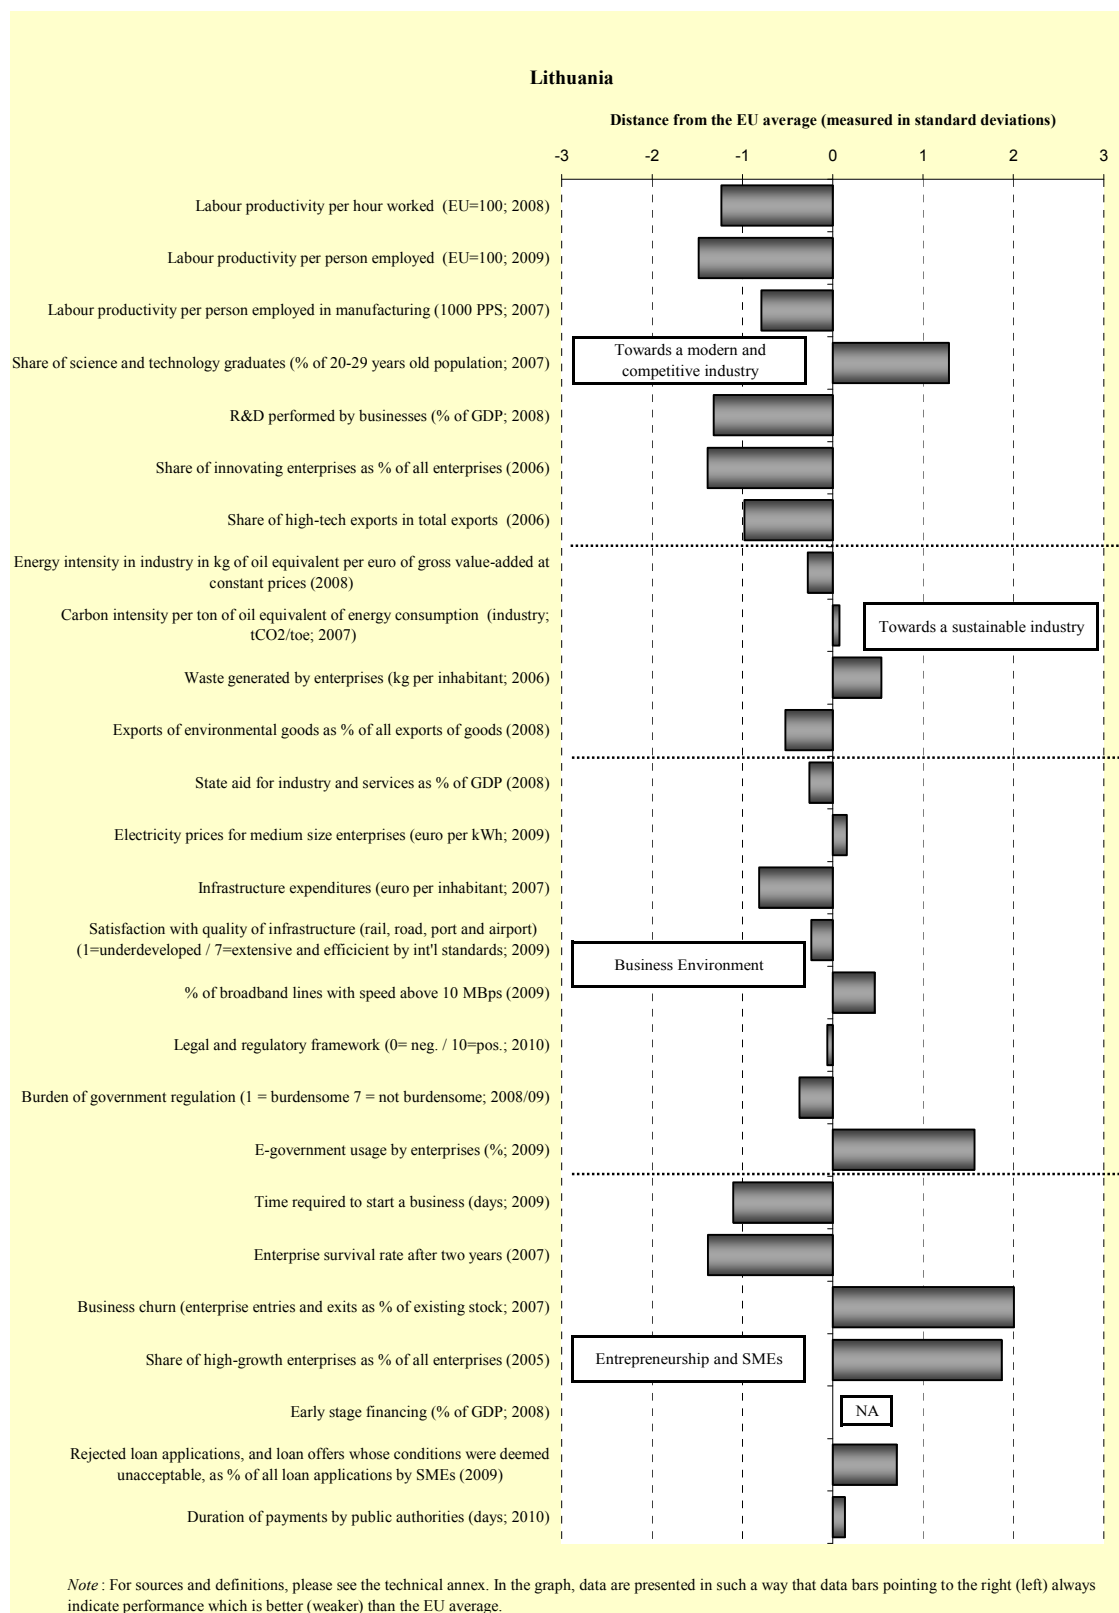 Lithuania
Distance from the EU average (measured in standard deviations)
-3 -2 -1 0 1 2 3
Labour productivity per hour worked (EU=100; 2008)
Labour productivity per person employed (EU=100; 2009)
Labour productivity per person employed in manufacturing (1000 PPS; 2007)
Towards a modern and
competitive industry
Share of science and technology graduates (% of 20-29 years old population; 2007)
R&D performed by businesses (% of GDP; 2008)
Share of innovating enterprises as % of all enterprises (2006)
Share of high-tech exports in total exports (2006)
Energy intensity in industry in kg of oil equivalent per euro of gross value-added at
constant prices (2008)
Carbon intensity per ton of oil equivalent of energy consumption (industry;
tCO2/toe; 2007)
Towards a sustainable industry
Waste generated by enterprises (kg per inhabitant; 2006)
Exports of environmental goods as % of all exports of goods (2008)
State aid for industry and services as % of GDP (2008)
Electricity prices for medium size enterprises (euro per kWh; 2009)
Infrastructure expenditures (euro per inhabitant; 2007)
Satisfaction with quality of infrastructure (rail, road, port and airport)
(1=underdeveloped / 7=extensive and efficicient by int'l standards; 2009)
Business Environment
% of broadband lines with speed above 10 MBps (2009)
Legal and regulatory framework (0= neg. / 10=pos.; 2010)
Burden of government regulation (1 = burdensome 7 = not burdensome; 2008/09)
E-government usage by enterprises (%; 2009)
Time required to start a business (days; 2009)
Enterprise survival rate after two years (2007)
Business churn (enterprise entries and exits as % of existing stock; 2007)
Share of high-growth enterprises as % of all enterprises (2005)
Entrepreneurship and SMEs
Early stage financing (% of GDP; 2008)
NA
Rejected loan applications, and loan offers whose conditions were deemed
unacceptable, as % of all loan applications by SMEs (2009)
Duration of payments by public authorities (days; 2010)
Note : For sources and definitions, please see the technical annex. In the graph, data are presented in such a way that data bars pointing to the right (left) always
indicate performance which is better (weaker) than the EU average.